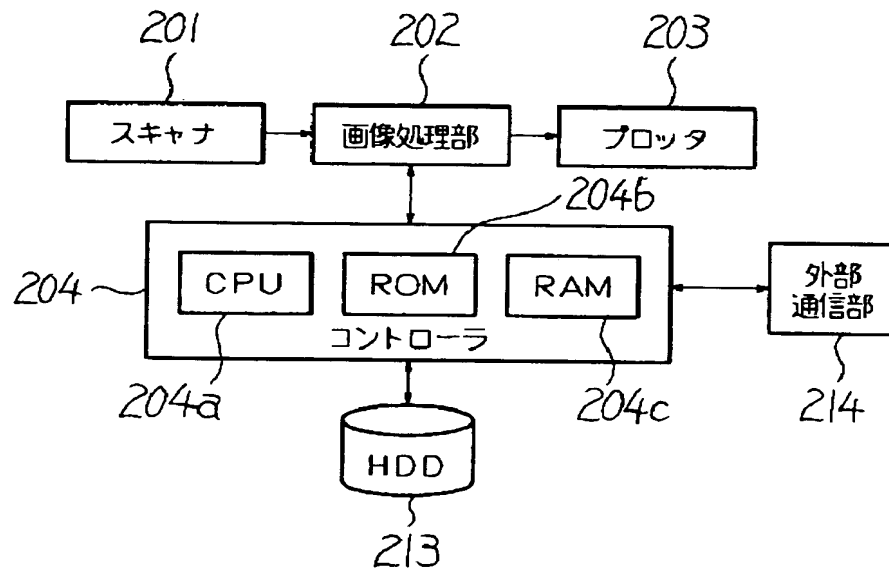 201
202
203
スキャナ
画像処理部
プロッタ
204b
204
CPU
ROM
RAM
コントローラ
外部
通信部
204a
204c
214
HDD
213